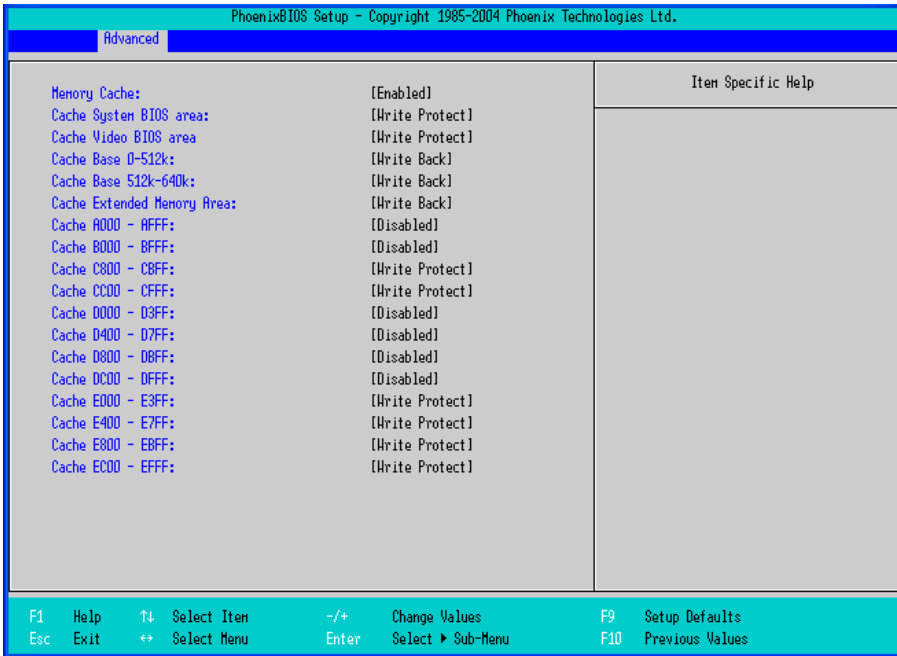 PhoenixBIOS Setup - Copyright 1985-2004 Phoenix Technologies Ltd.
Advanced
Item Specific Help
Memory Cache: [Enabled]
Cache System BIOS area: [Write Protect]
Cache Video BIOS area [Write Protect]
Cache Base 0-512k: [Write Back]
Cache Base 512k-640k: [Write Back]
Cache Extended Memory Area: [Write Back]
Cache A000 - AFFF: [Disabled]
Cache B000 - BFFF: [Disabled]
Cache C800 - CBFF: [Write Protect]
Cache CC00 - CFFF: [Write Protect]
Cache D000 - D3FF: [Disabled]
Cache D400 - D7FF: [Disabled]
Cache D800 - DBFF: [Disabled]
Cache DC00 - DFFF: [Disabled]
Cache E000 - E3FF: [Write Protect]
Cache E400 - E7FF: [Write Protect]
Cache E800 - EBFF: [Write Protect]
Cache EC00 - EFFF: [Write Protect]
F1 Help ↑↓ Select Item -/+ Change Values F9 Setup Defaults
Esc Exit ↔ Select Menu Enter Select ▶ Sub-Menu F10 Previous Values